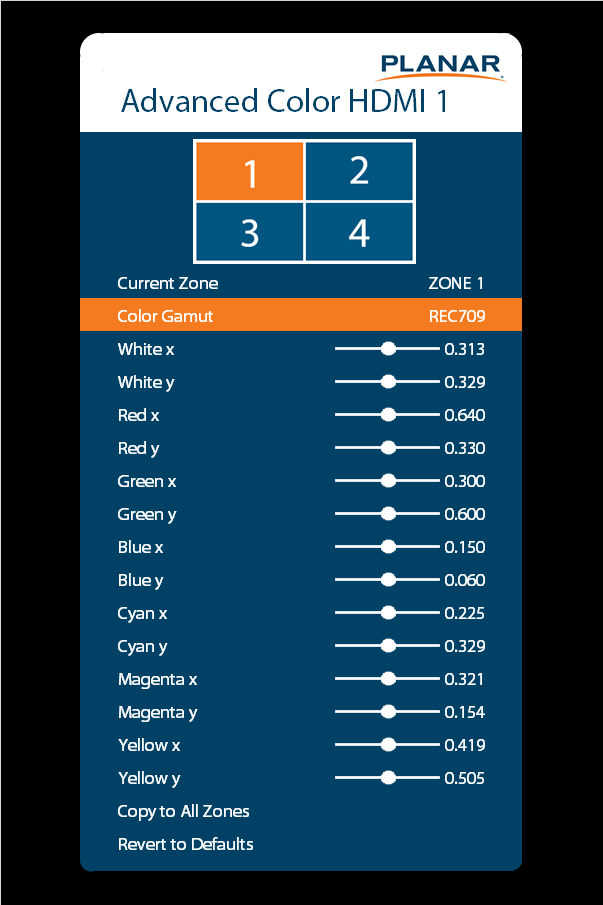 PLANAR
Advanced Color HDMI 1
1 2
3 4
Current Zone ZONE 1
Color Gamut REC709
White x 0.313
White y 0.329
Red x 0.640
Red y 0.330
Green x 0.300
Green y 0.600
Blue x 0.150
Blue y 0.060
Cyan x 0.225
Cyan y 0.329
Magenta x 0.321
Magenta y 0.154
Yellow x 0.419
Yellow y 0.505
Copy to All Zones
Revert to Defaults